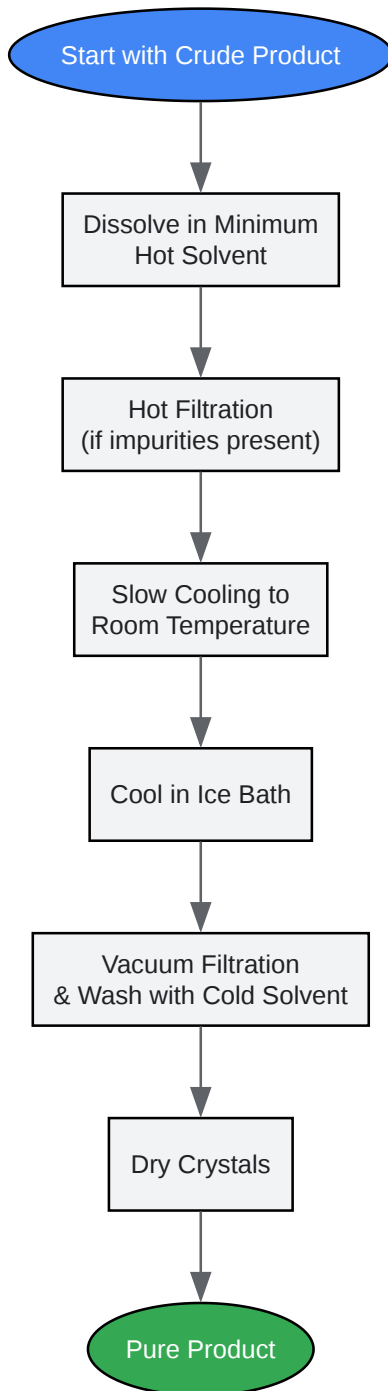 Start with Crude Product
Dissolve in Minimum
Hot Solvent
Hot Filtration
(if impurities present)
Slow Cooling to
Room Temperature
Cool in Ice Bath
Vacuum Filtration
& Wash with Cold Solvent
Dry Crystals
Pure Product